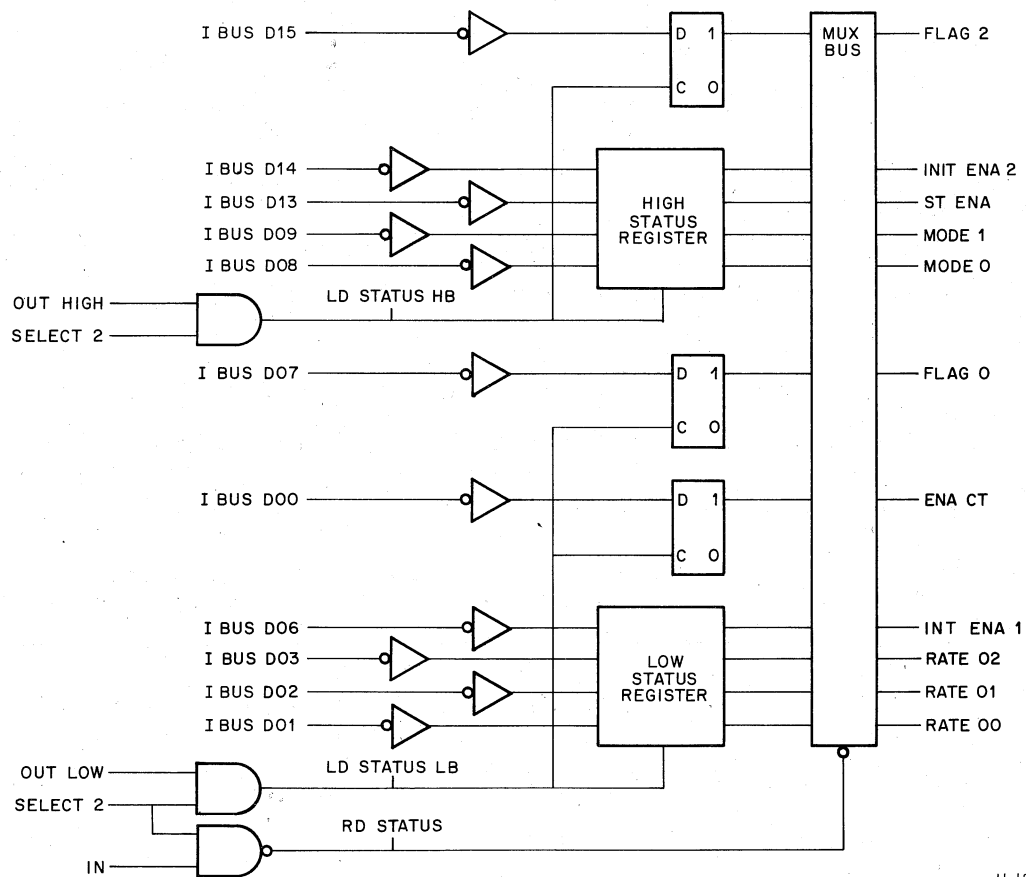 I BUS D15
D 1
C 0
MUX
BUS
FLAG 2
I BUS D14
I BUS D13
I BUS D09
I BUS D08
HIGH
STATUS
REGISTER
INIT ENA 2
ST ENA
MODE 1
MODE 0
LD STATUS HB
OUT HIGH
SELECT 2
I BUS D07
D 1
C 0
FLAG 0
I BUS D00
D 1
C 0
ENA CT
I BUS D06
I BUS D03
I BUS D02
I BUS D01
LOW
STATUS
REGISTER
INT ENA 1
RATE 02
RATE 01
RATE 00
LD STATUS LB
OUT LOW
SELECT 2
RD STATUS
IN